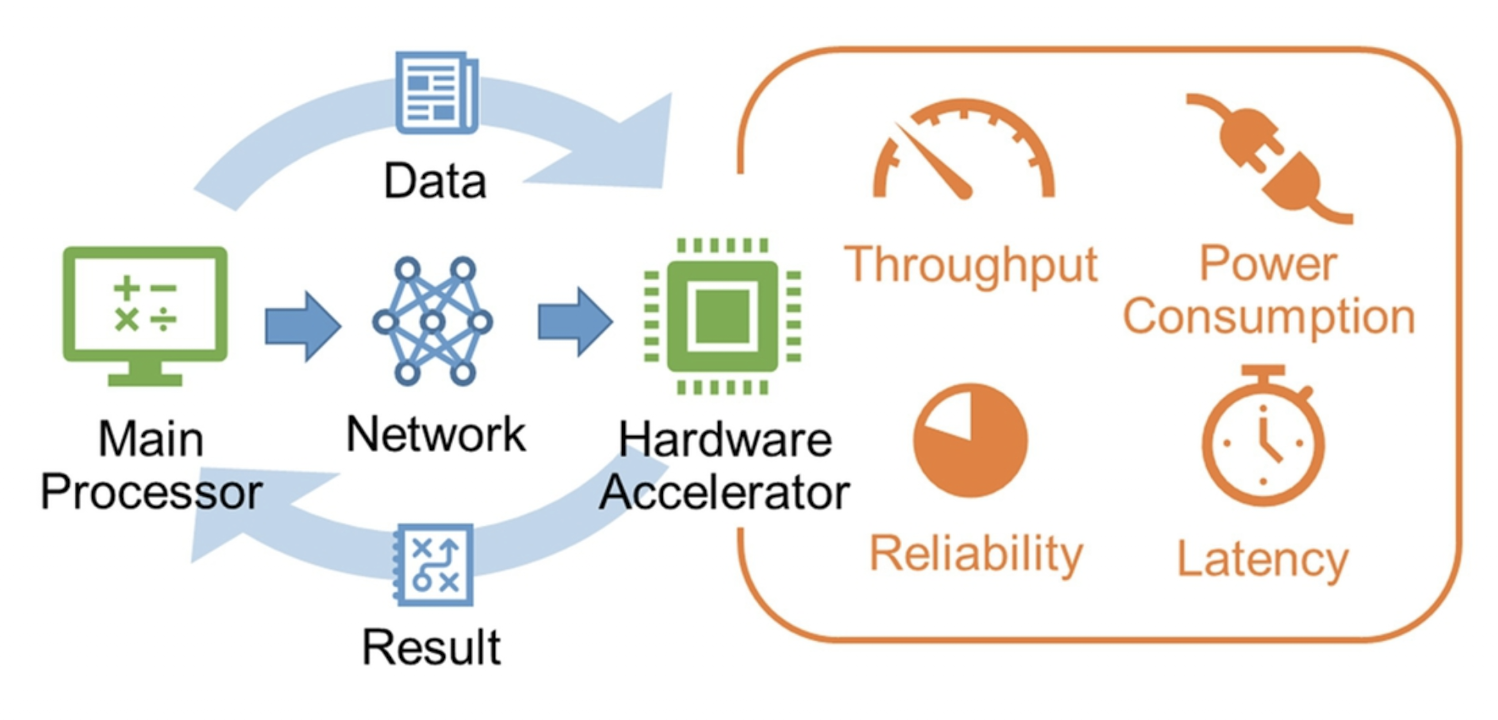 Data
Main
Processor
Network
Hardware
Accelerator
Result
Throughput
Power
Consumption
Reliability
Latency